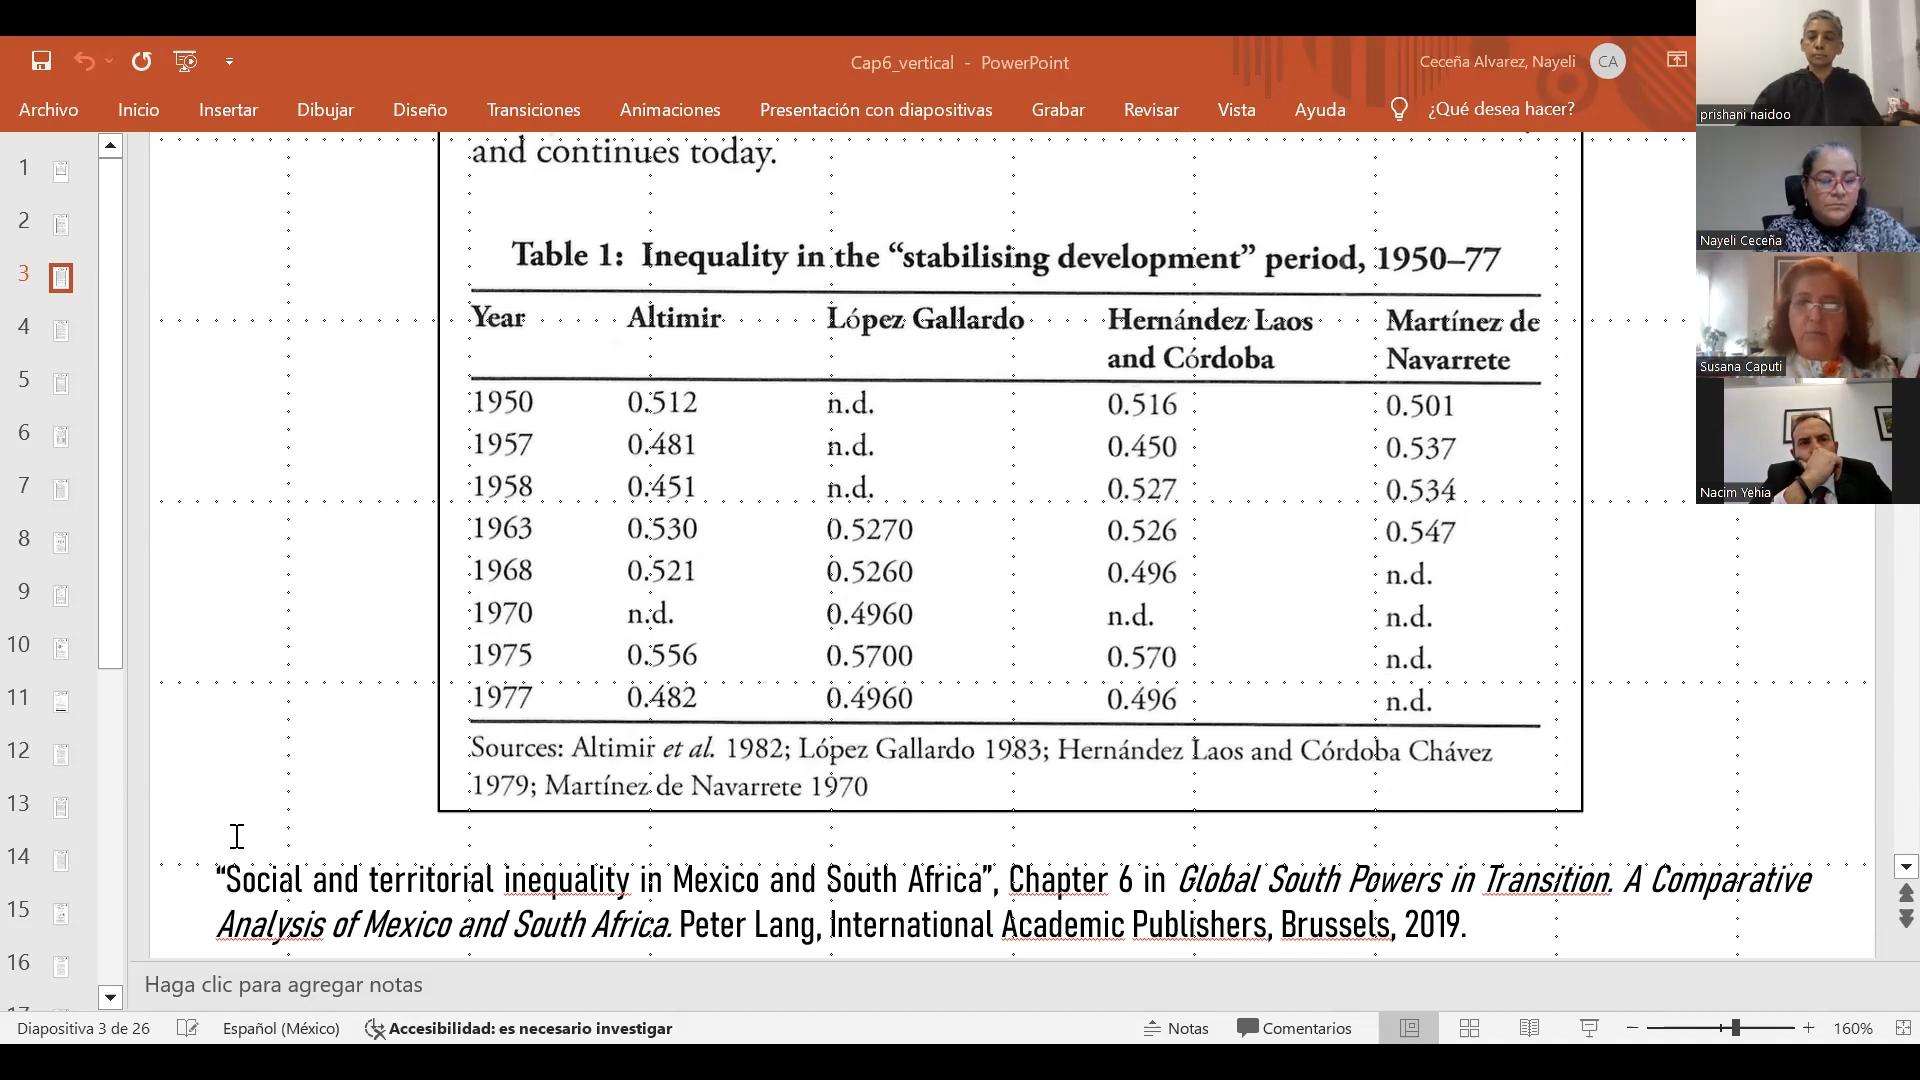 Cap6_vertical - PowerPoint
Ceceña Alvarez, Nayeli
CA
Archivo Inicio Insertar Dibujar Diseño Transiciones Animaciones Presentación con diapositivas Grabar Revisar Vista Ayuda ¿Qué desea hacer?
prishani naidoo
Nayeli Ceceña
Susana Caputi
Nacim Yehia
1
2
3
4
5
6
7
8
9
10
11
12
13
14
15
16
and continues today.
Table 1: Inequality in the “stabilising development” period, 1950–77
Year Altimir López Gallardo Hernández Laos Martínez de
and Córdoba Navarrete
1950 0.512 n.d. 0.516 0.501
1957 0.481 n.d. 0.450 0.537
1958 0.451 n.d. 0.527 0.534
1963 0.530 0.5270 0.526 0.547
1968 0.521 0.5260 0.496 n.d.
1970 n.d. 0.4960 n.d. n.d.
1975 0.556 0.5700 0.570 n.d.
1977 0.482 0.4960 0.496 n.d.
Sources: Altimir et al. 1982; López Gallardo 1983; Hernández Laos and Córdoba Chávez
1979; Martínez de Navarrete 1970
“Social and territorial inequality in Mexico and South Africa”, Chapter 6 in Global South Powers in Transition. A Comparative
Analysis of Mexico and South Africa. Peter Lang, International Academic Publishers, Brussels, 2019.
Haga clic para agregar notas
Diapositiva 3 de 26 Español (México) Accesibilidad: es necesario investigar Notas Comentarios 160%